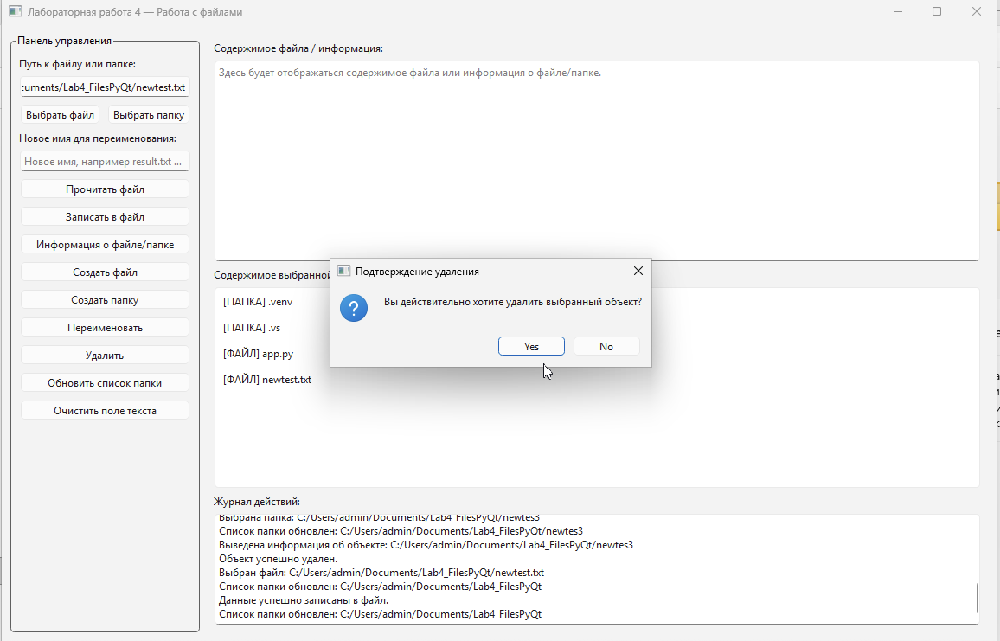 Лабораторная работа 4 — Работа с файлами
Панель управления
Путь к файлу или папке:
:uments/Lab4_FilesPyQt/newtest.txt
Выбрать файл
Выбрать папку
Новое имя для переименования:
Новое имя, например result.txt ...
Прочитать файл
Записать в файл
Информация о файле/папке
Создать файл
Создать папку
Переименовать
Удалить
Обновить список папки
Очистить поле текста
Содержимое файла / информация:
Здесь будет отображаться содержимое файла или информация о файле/папке.
Содержимое выбранной
[ПАПКА] .venv
[ПАПКА] .vs
[ФАЙЛ] app.py
[ФАЙЛ] newtest.txt
Подтверждение удаления
Вы действительно хотите удалить выбранный объект?
Yes
No
Журнал действий:
Выбрана папка: C:/Users/admin/Documents/Lab4_FilesPyQt/newtes3
Список папки обновлен: C:/Users/admin/Documents/Lab4_FilesPyQt/newtes3
Выведена информация об объекте: C:/Users/admin/Documents/Lab4_FilesPyQt/newtes3
Объект успешно удален.
Выбран файл: C:/Users/admin/Documents/Lab4_FilesPyQt/newtest.txt
Список папки обновлен: C:/Users/admin/Documents/Lab4_FilesPyQt
Данные успешно записаны в файл.
Список папки обновлен: C:/Users/admin/Documents/Lab4_FilesPyQt